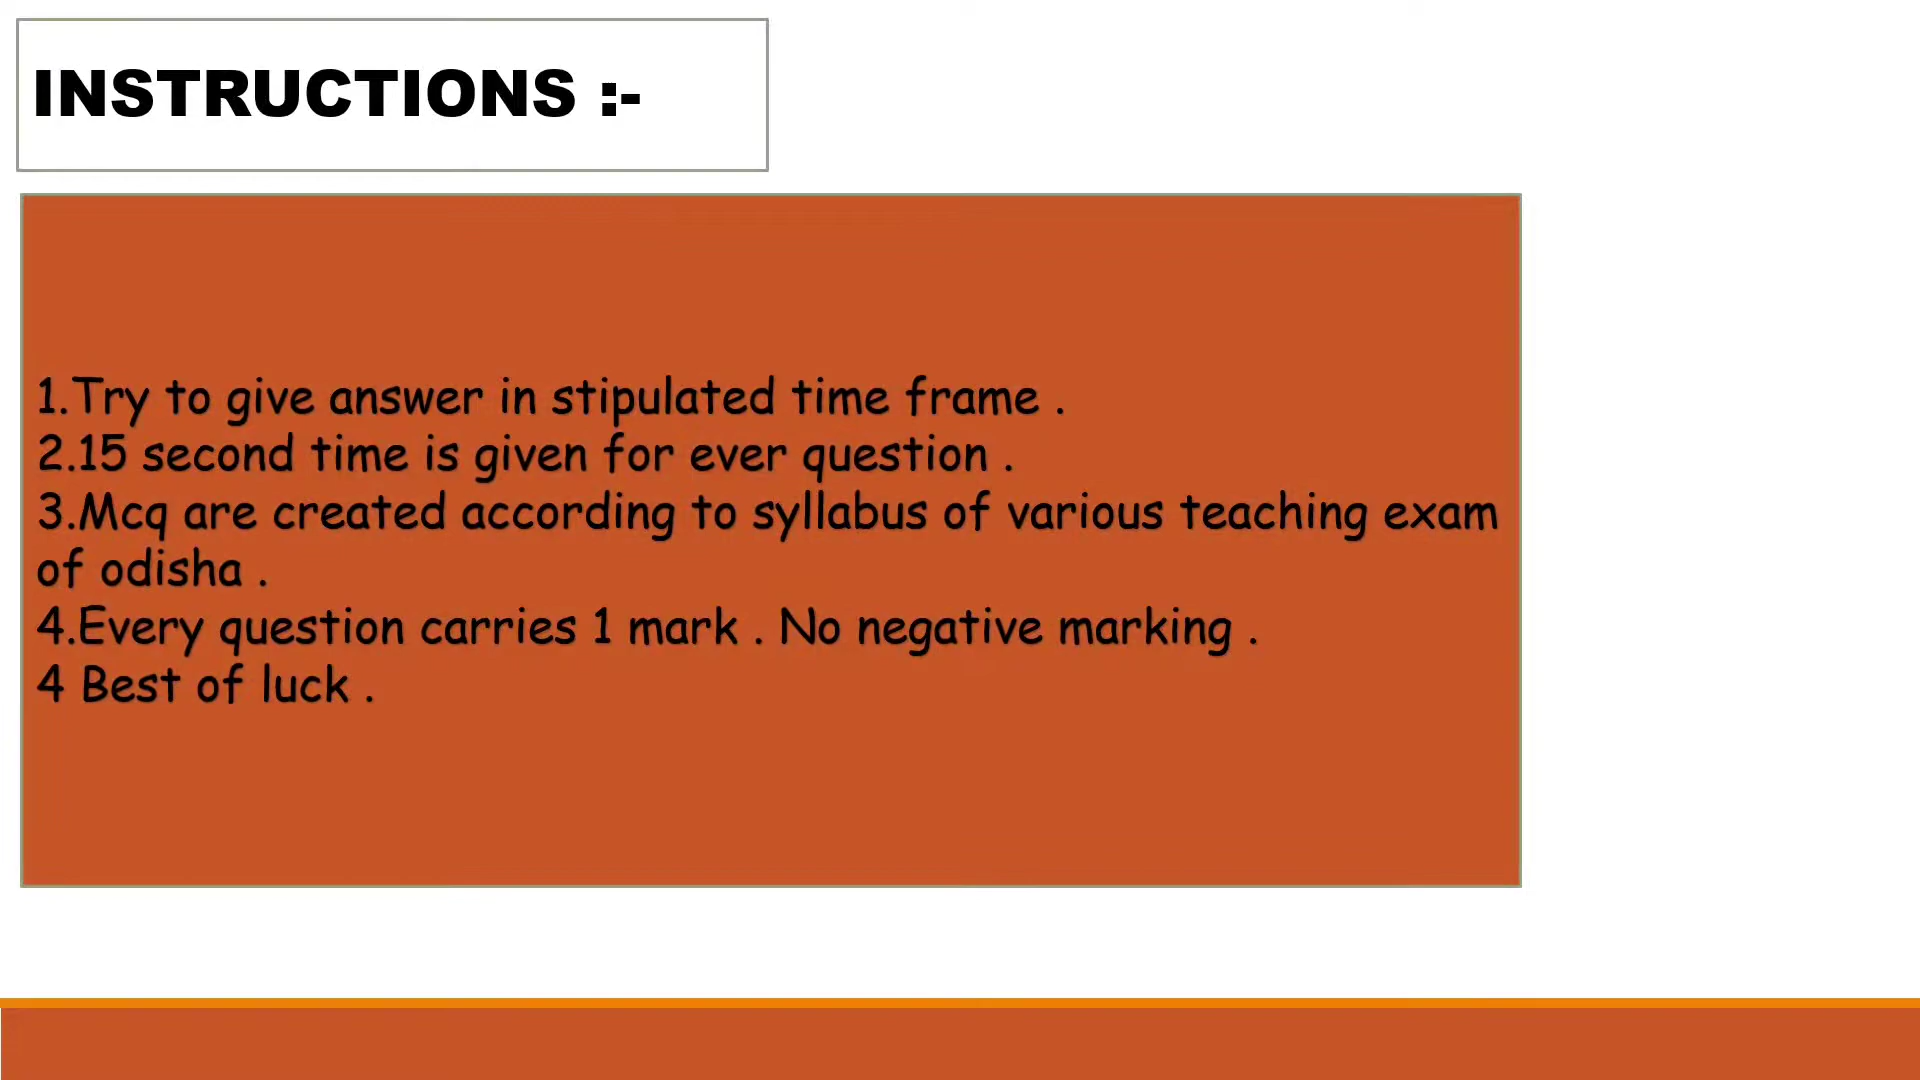 INSTRUCTIONS :-
1.Try to give answer in stipulated time frame .
2.15 second time is given for ever question .
3.Mcq are created according to syllabus of various teaching exam
of odisha .
4.Every question carries 1 mark . No negative marking .
4 Best of luck .